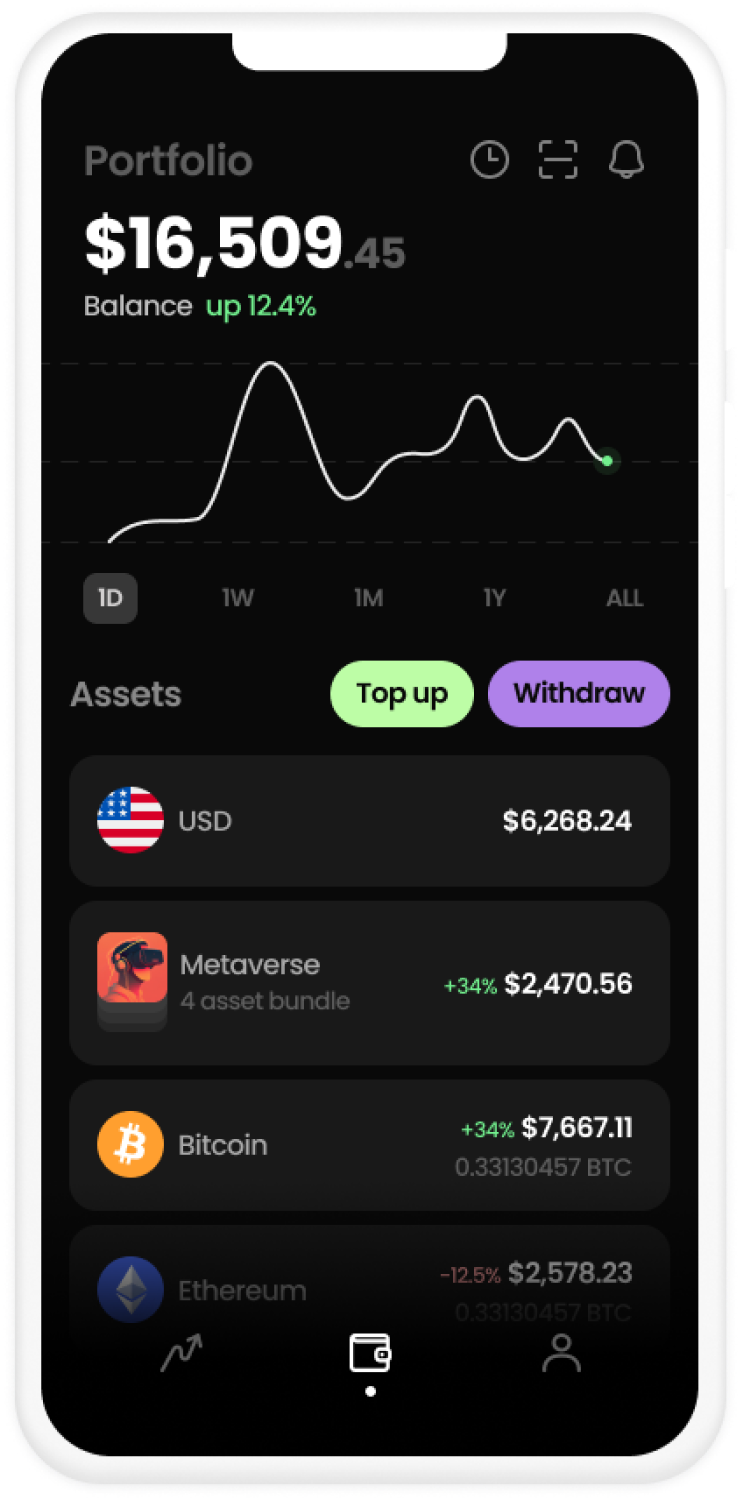 Portfolio
$16,509.45
Balance up 12.4%
1D 1W 1M 1Y ALL
Assets Top up Withdraw
USD $6,268.24
Metaverse
4 asset bundle +34% $2,470.56
Bitcoin +34% $7,667.11
0.33130457 BTC
Ethereum -12.5% $2,578.23
0.33130457 BTC